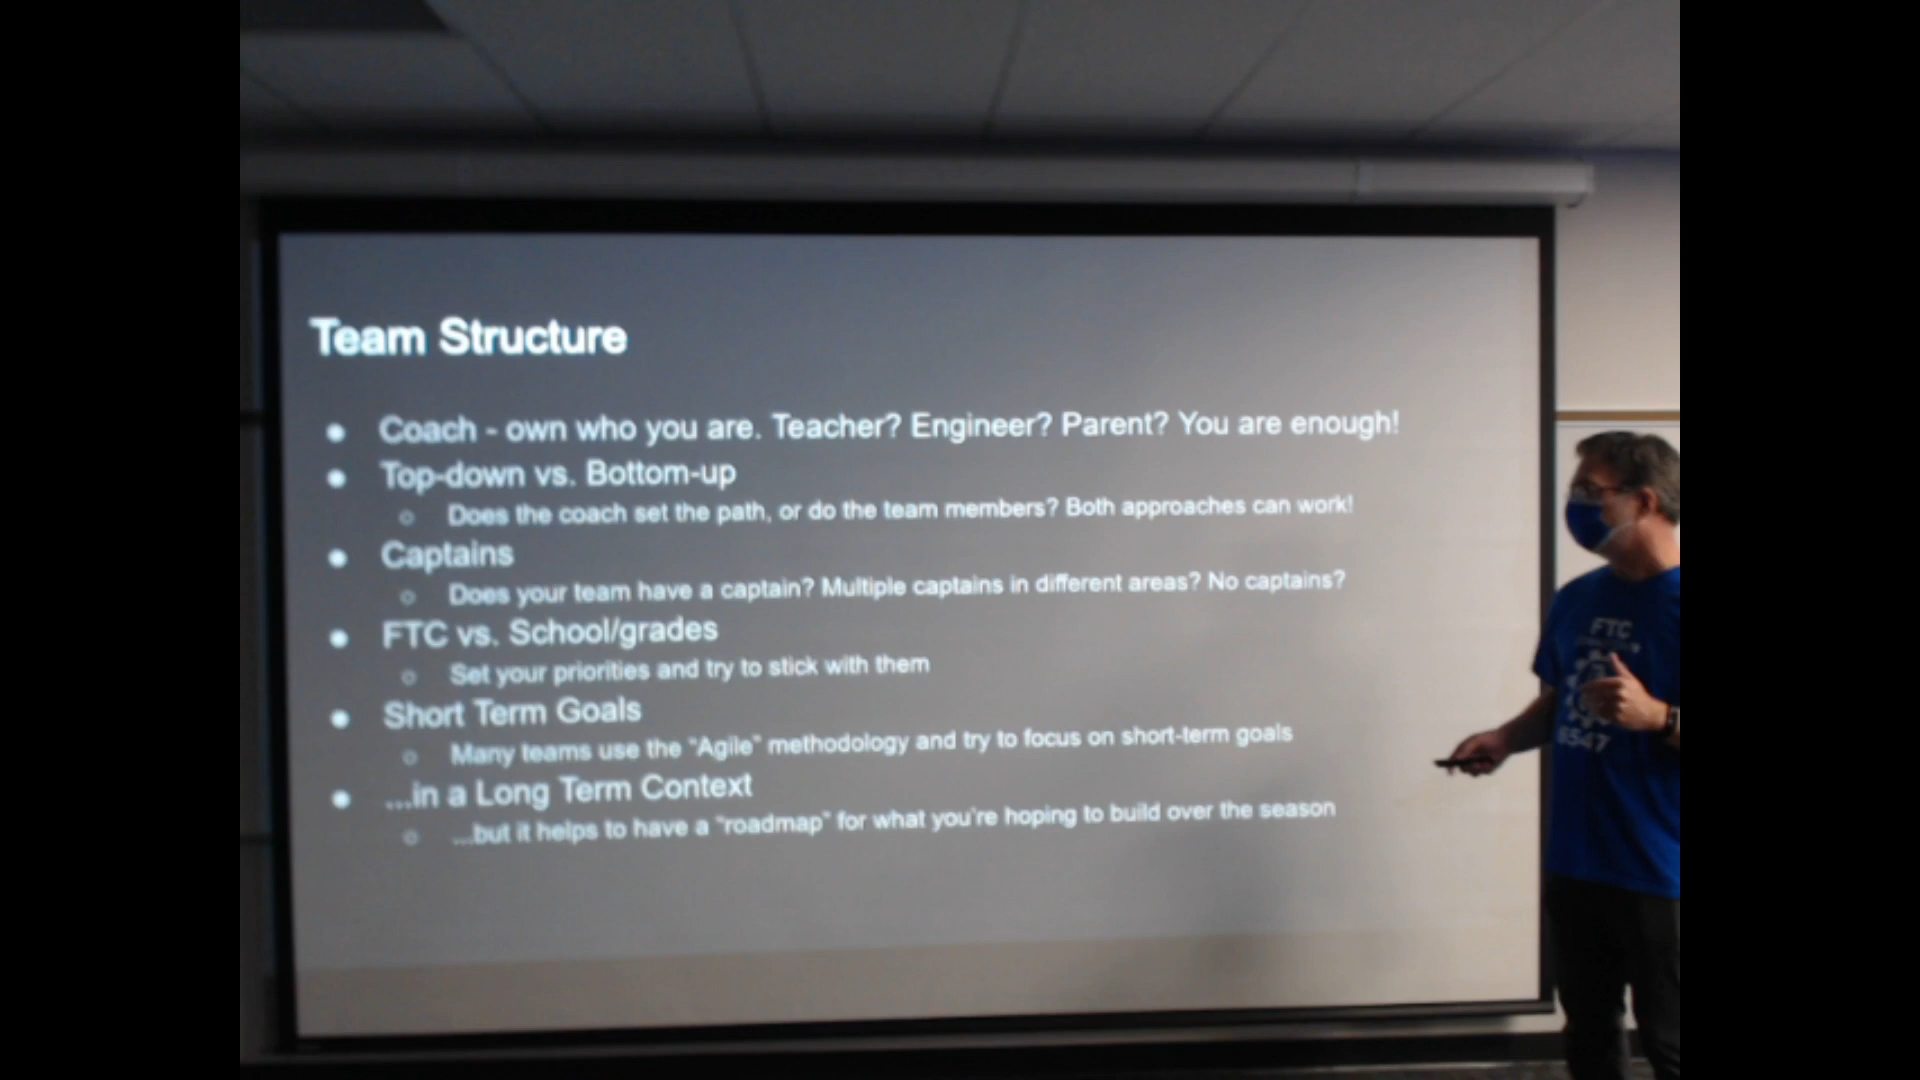 Team Structure
● Coach - own who you are. Teacher? Engineer? Parent? You are enough!
● Top-down vs. Bottom-up
○ Does the coach set the path, or do the team members? Both approaches can work!
● Captains
○ Does your team have a captain? Multiple captains in different areas? No captains?
● FTC vs. School/grades
○ Set your priorities and try to stick with them
● Short Term Goals
○ Many teams use the "Agile" methodology and try to focus on short-term goals
● ...in a Long Term Context
○ ...but it helps to have a "roadmap" for what you're hoping to build over the season
FTC